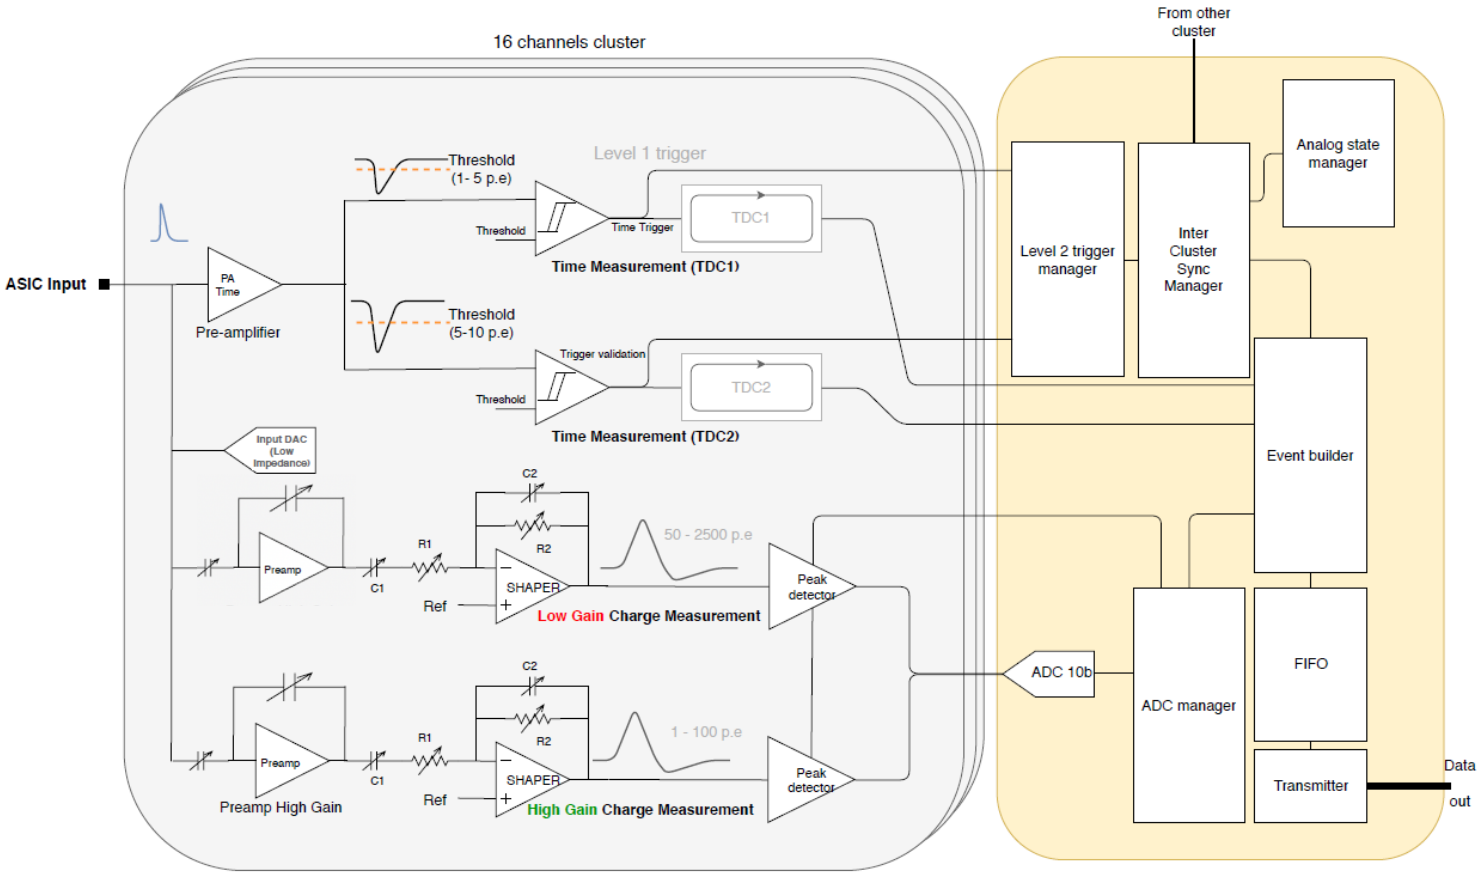 From other
cluster
16 channels cluster
Threshold
(1- 5 p.e)
Level 1 trigger
Analog state
manager
Threshold
Time Trigger
TDC1
Time Measurement (TDC1)
Level 2 trigger
manager
Inter
Cluster
Sync
Manager
ASIC Input
PA
Time
Pre-amplifier
Threshold
(5-10 p.e)
Trigger validation
TDC2
Threshold
Time Measurement (TDC2)
Input DAC
(Low
Impedance)
Event builder
C2
R1
R2
50 - 2500 p.e
Preamp
C1
SHAPER
Ref
Peak
detector
Low Gain Charge Measurement
ADC 10b
FIFO
ADC manager
C2
R1
R2
1 - 100 p.e
Preamp
C1
SHAPER
Ref
Peak
detector
Preamp High Gain
High Gain Charge Measurement
Transmitter
Data
out